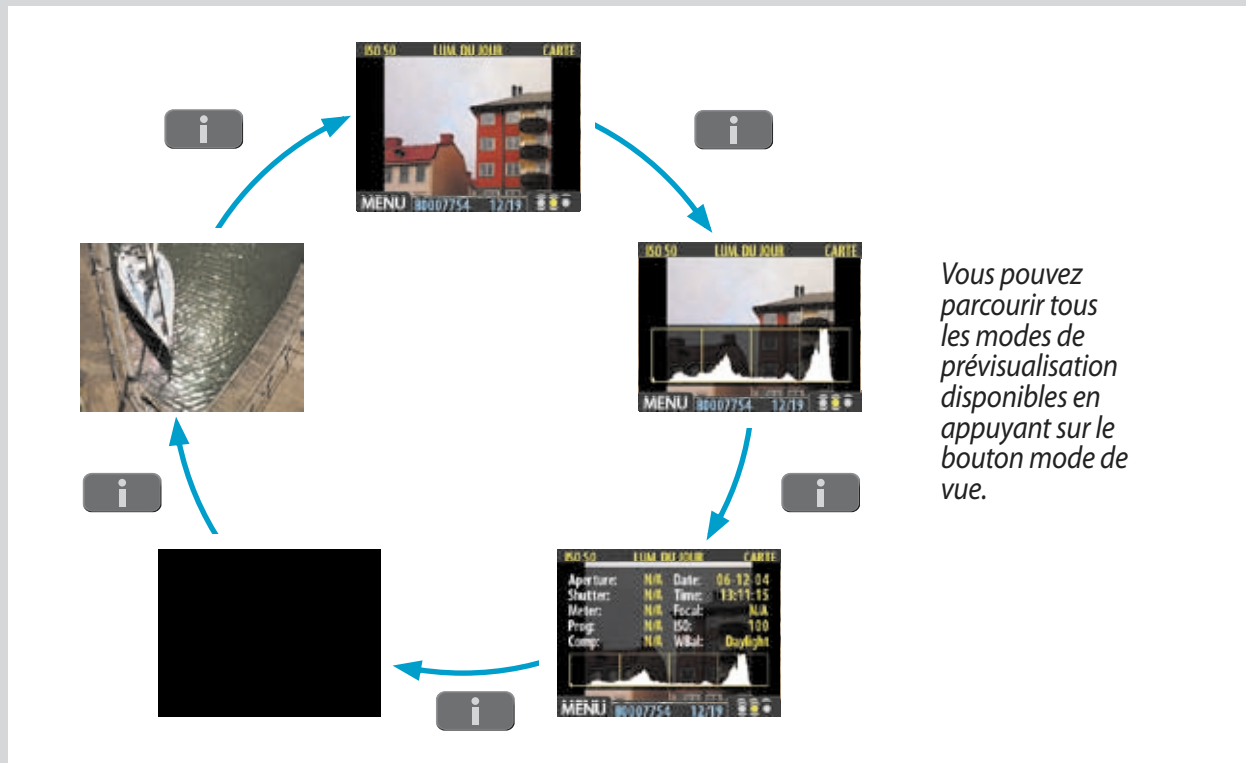 ISO 50 LUM. DU JOUR CARTE
MENU 80007754 12/19
i
i
ISO 50 LUM. DU JOUR CARTE
MENU 80007754 12/19
Vous pouvez
parcourir tous
les modes de
prévisualisation
disponibles en
appuyant sur le
bouton mode de
vue.
i
i
ISO 50 LUM. DU JOUR CARTE
Aperture: N/A Date: 06-12-04
Shutter: N/A Time: 13:11:15
Meter: N/A Focal: N/A
Prog: N/A ISO: 100
Comp: N/A WBal: Daylight
MENU 80007754 12/19
i